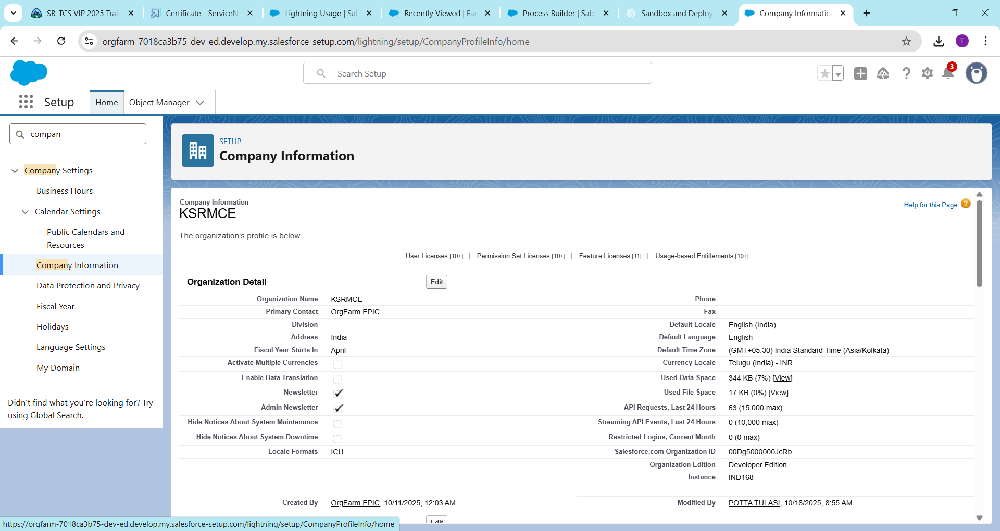 SB_TCS VIP 2025 Trail
Certificate - ServiceN
Lightning Usage | Sal
Recently Viewed | Far
Process Builder | Sale
Sandbox and Deploy
Company Informatio
orgfarm-7018ca3b75-dev-ed.develop.my.salesforce-setup.com/lightning/setup/CompanyProfileInfo/home
T
Search Setup
3
Setup
Home
Object Manager
compan
Company Settings
Business Hours
Calendar Settings
Public Calendars and
Resources
Company Information
Data Protection and Privacy
Fiscal Year
Holidays
Language Settings
My Domain
Didn't find what you're looking for? Try
using Global Search.
SETUP
Company Information
Company Information
KSRMCE
Help for this Page ?
The organization's profile is below.
User Licenses [10+] | Permission Set Licenses [10+] | Feature Licenses [11] | Usage-based Entitlements [10+]
Organization Detail Edit
Organization Name KSRMCE Phone
Primary Contact OrgFarm EPIC Fax
Division Default Locale English (India)
Address India Default Language English
Fiscal Year Starts In April Default Time Zone (GMT+05:30) India Standard Time (Asia/Kolkata)
Activate Multiple Currencies Currency Locale Telugu (India) - INR
Enable Data Translation Used Data Space 344 KB (7%) [View]
Newsletter Used File Space 17 KB (0%) [View]
Admin Newsletter API Requests, Last 24 Hours 63 (15,000 max)
Hide Notices About System Maintenance Streaming API Events, Last 24 Hours 0 (10,000 max)
Hide Notices About System Downtime Restricted Logins, Current Month 0 (0 max)
Locale Formats ICU Salesforce.com Organization ID 00Dg5000000JcRb
Organization Edition Developer Edition
Instance IND168
Created By OrgFarm EPIC, 10/11/2025, 12:03 AM Modified By POTTA TULASI, 10/18/2025, 8:55 AM
Edit
https://orgfarm-7018ca3b75-dev-ed.develop.my.salesforce-setup.com/lightning/setup/CompanyProfileInfo/home